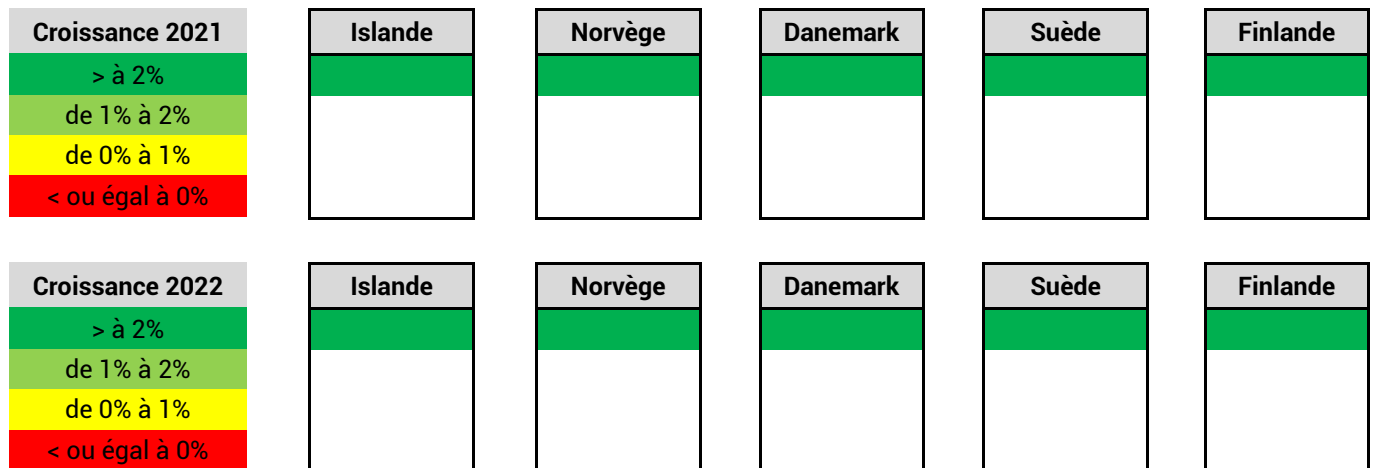 Croissance 2021 Islande Norvège Danemark Suède Finlande
> à 2%
de 1% à 2%
de 0% à 1%
< ou égal à 0%
Croissance 2022 Islande Norvège Danemark Suède Finlande
> à 2%
de 1% à 2%
de 0% à 1%
< ou égal à 0%